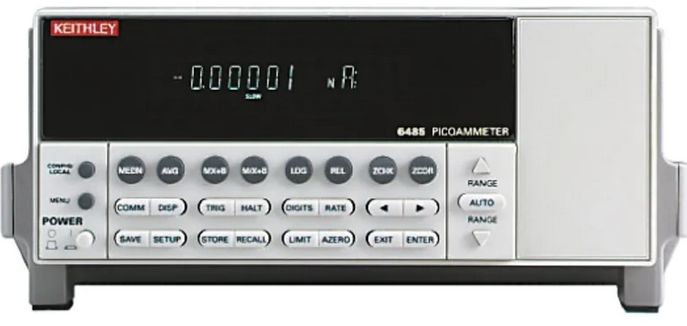 KEITHLEY
-0.00001 NA:
SLOW
6485 PICOAMMETER
CONFIG/
LOCAL
MEDN AVG MX+B M/X+B LOG REL ZCHK ZCOR
RANGE
MENU
COMM DISP TRIG HALT DIGITS RATE ◄ ► AUTO
POWER
RANGE
SAVE SETUP STORE RECALL LIMIT AZERO EXIT ENTER